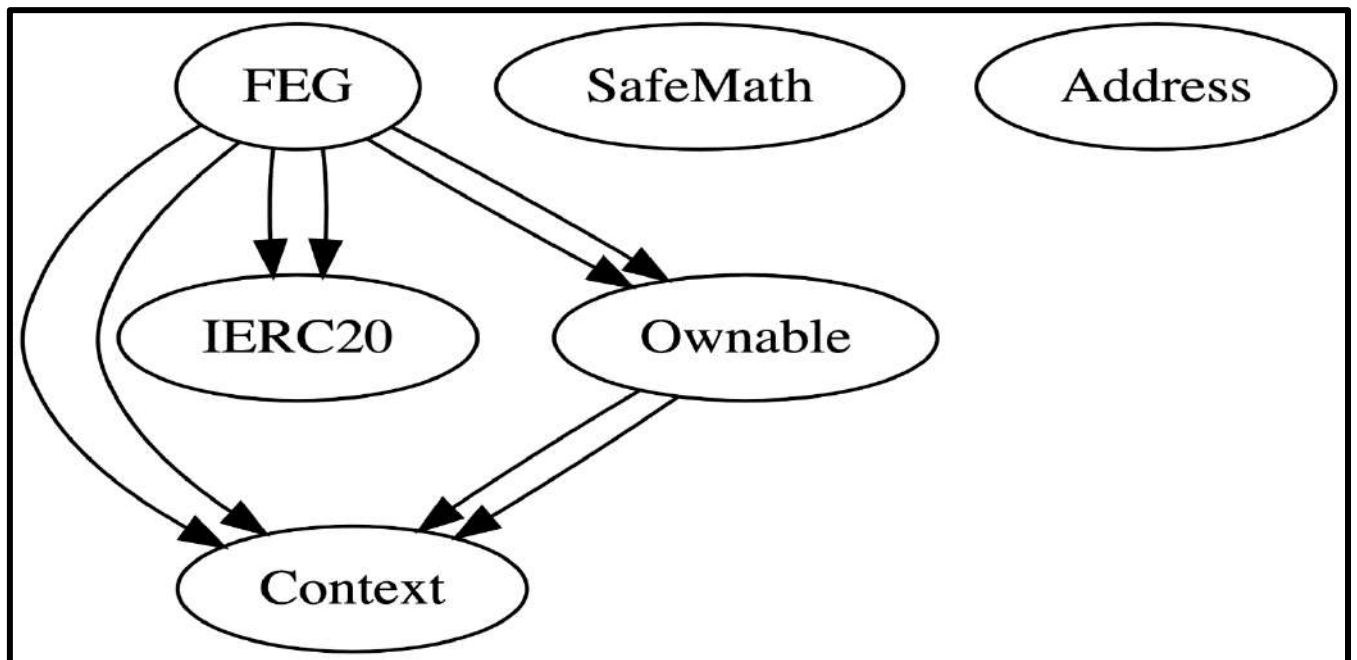 FEG
SafeMath
Address
IERC20
Ownable
Context